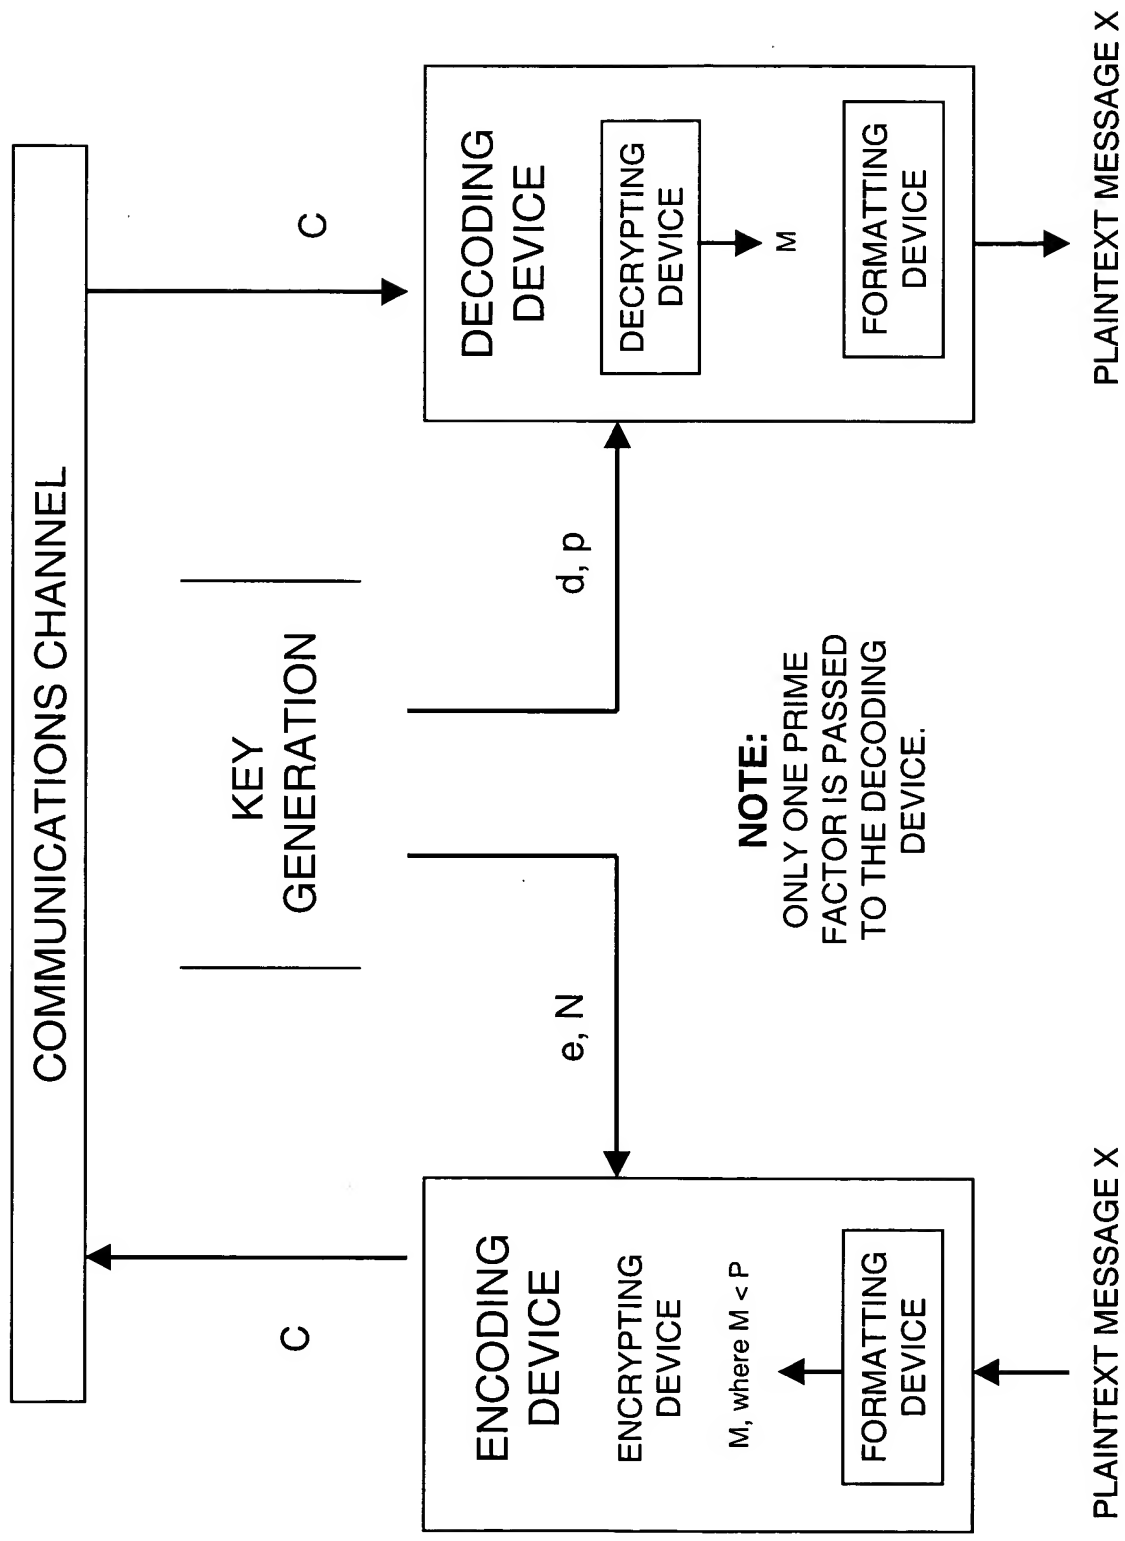 COMMUNICATIONS CHANNEL
C
C
KEY
GENERATION
e, N
d, p
ENCODING
DEVICE
ENCRYPTING
DEVICE
M, where M < P
FORMATTING
DEVICE
PLAINTEXT MESSAGE X
NOTE:
ONLY ONE PRIME
FACTOR IS PASSED
TO THE DECODING
DEVICE.
DECODING
DEVICE
DECRYPTING
DEVICE
M
FORMATTING
DEVICE
PLAINTEXT MESSAGE X